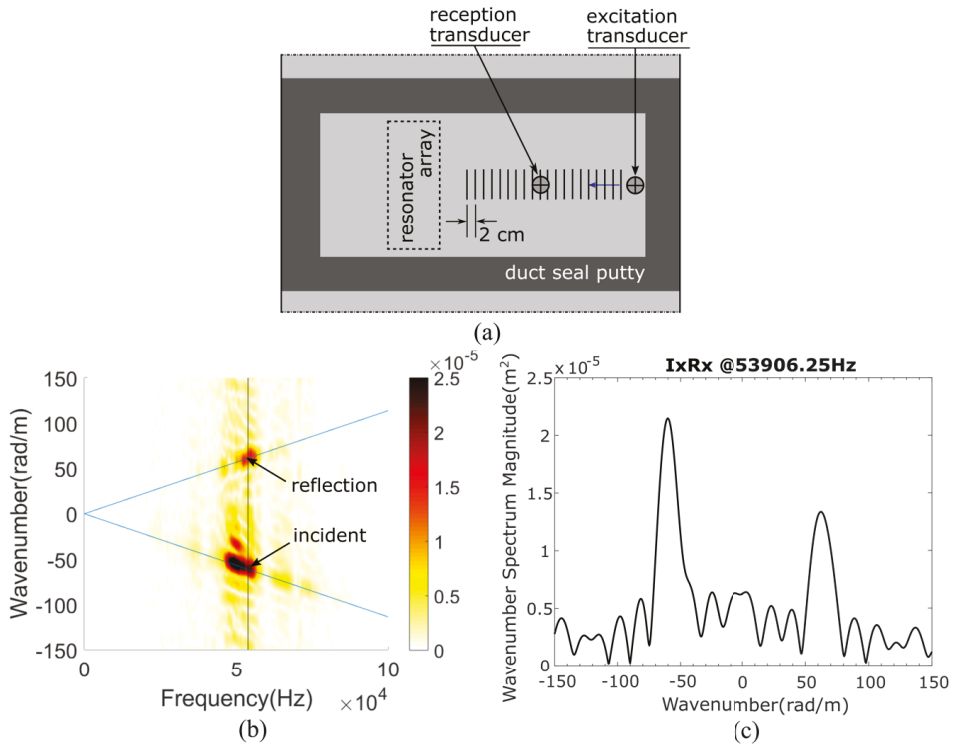 reception
transducer
excitation
transducer
resonator
array
2 cm
duct seal putty
(a)
×10⁻⁵
150
100
50
0
-50
-100
-150
Wavenumber(rad/m)
reflection
incident
0
5
10
×10⁴
Frequency(Hz)
2.5
2
1.5
1
0.5
0
(b)
IxRx @53906.25Hz
×10⁻⁵
2.5
2
1.5
1
0.5
0
Wavenumber Spectrum Magnitude(m²)
-150
-100
-50
0
50
100
150
Wavenumber(rad/m)
(c)